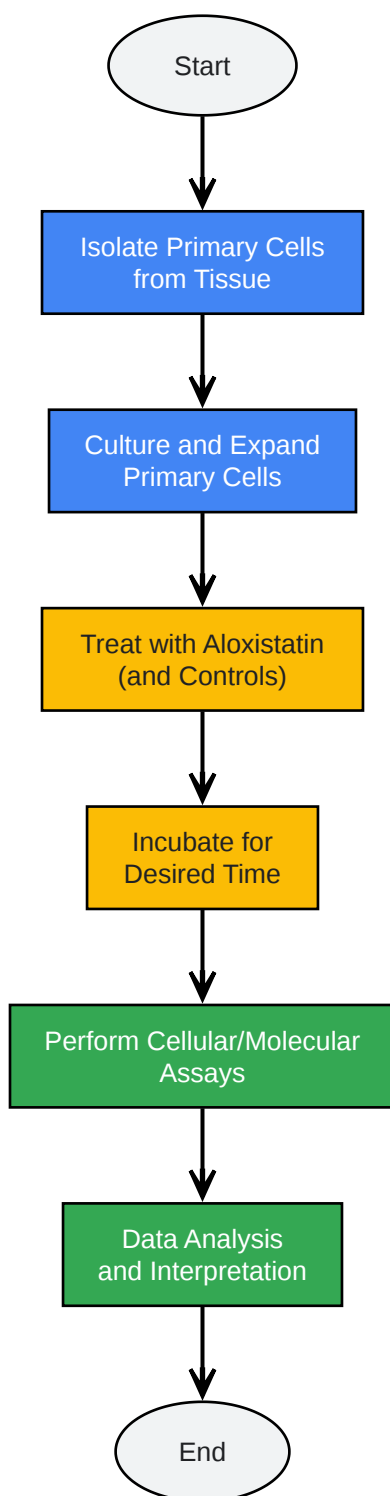 Start
Isolate Primary Cells
from Tissue
Culture and Expand
Primary Cells
Treat with Aloxistatin
(and Controls)
Incubate for
Desired Time
Perform Cellular/Molecular
Assays
Data Analysis
and Interpretation
End